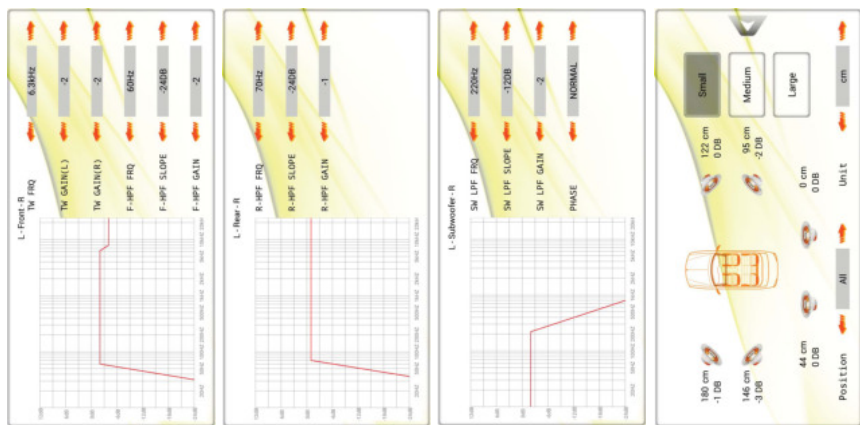 L - Front - R
TW FRQ 6.3kHz
TW GAIN(L) -2
TW GAIN(R) -2
F-HPF FRQ 60Hz
F-HPF SLOPE -24DB
F-HPF GAIN -2
L - Rear - R
R-HPF FRQ 70Hz
R-HPF SLOPE -24DB
R-HPF GAIN -1
L - Subwoofer - R
SW LPF FRQ 220Hz
SW LPF SLOPE -12DB
SW LPF GAIN -2
PHASE NORMAL
180 cm 122 cm Small
-1 DB 0 DB
146 cm 95 cm Medium
-3 DB -2 DB
Large
44 cm 0 cm
0 DB 0 DB
Position All Unit cm